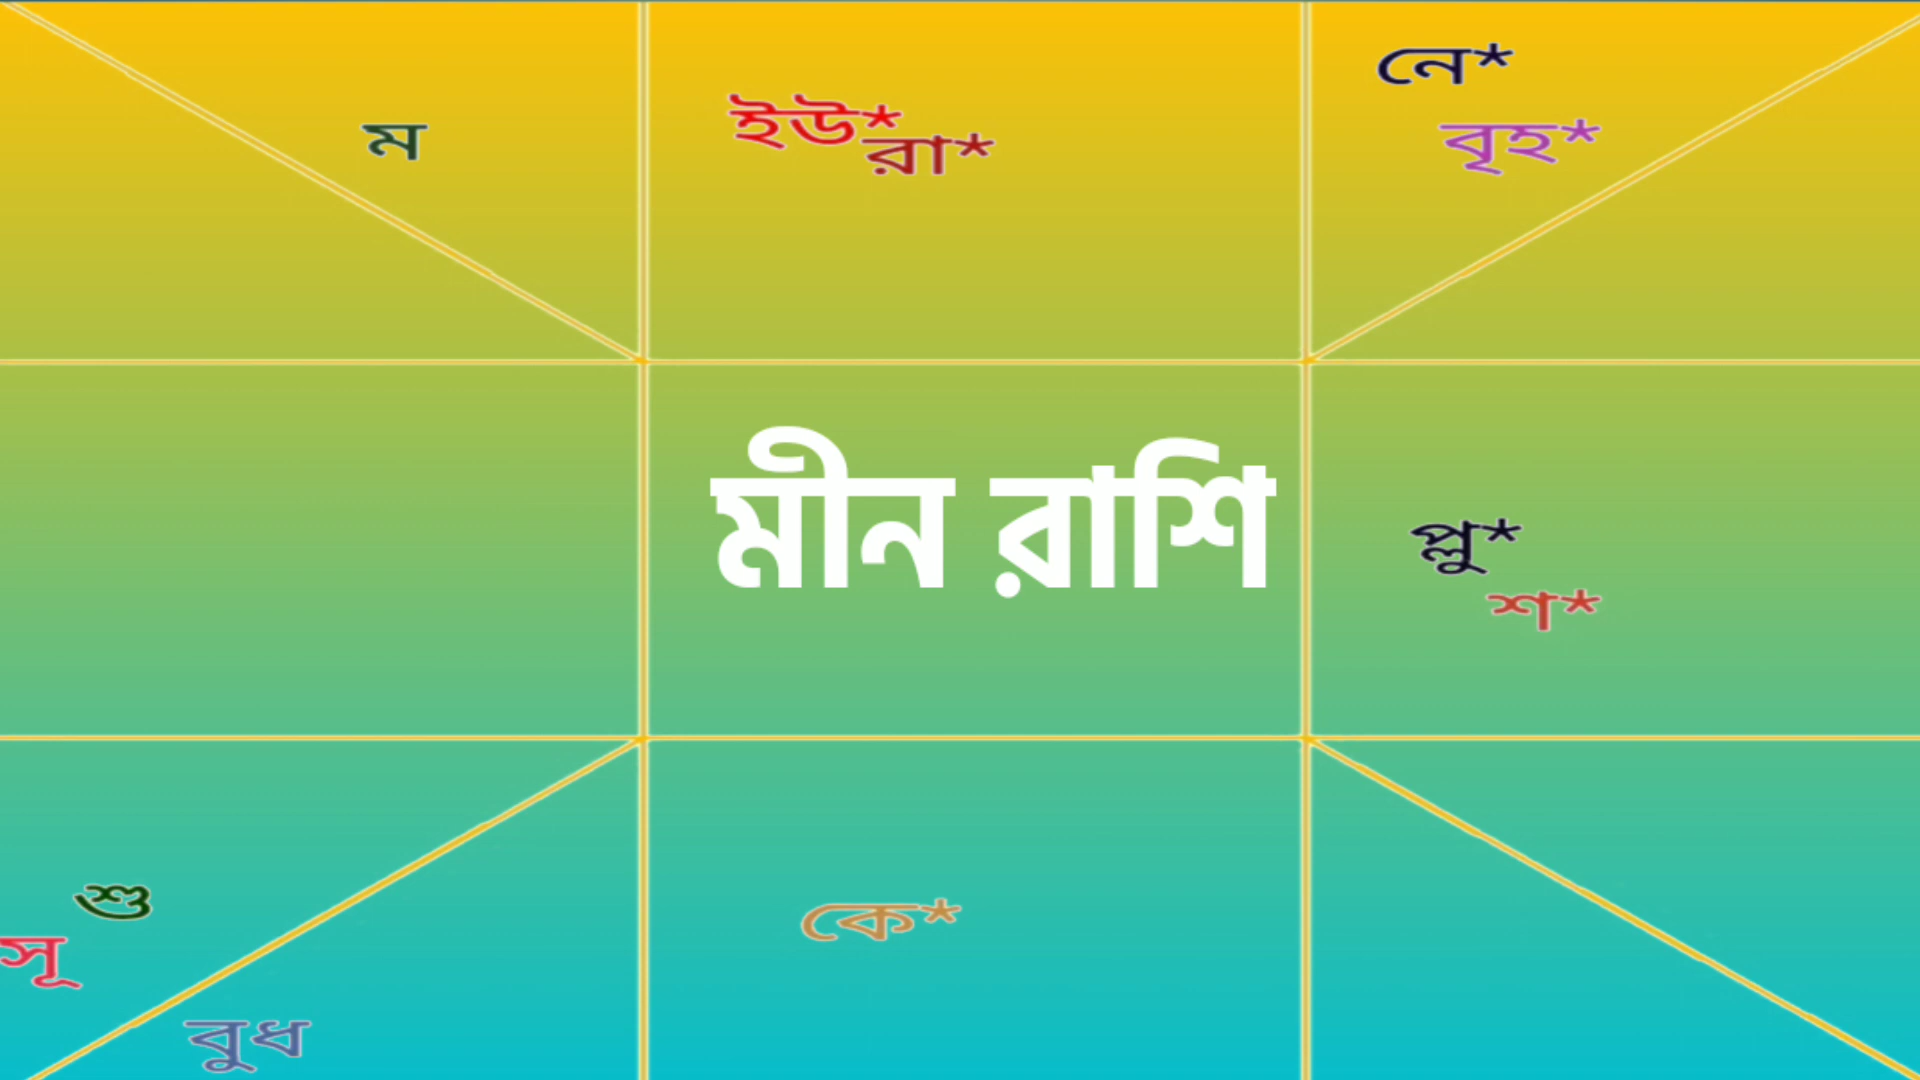 নে*
ইউ*
ম
রা*
বৃহ*
মীন রাশি
প্লু*
শ*
শু
কে*
সূ
বুধ